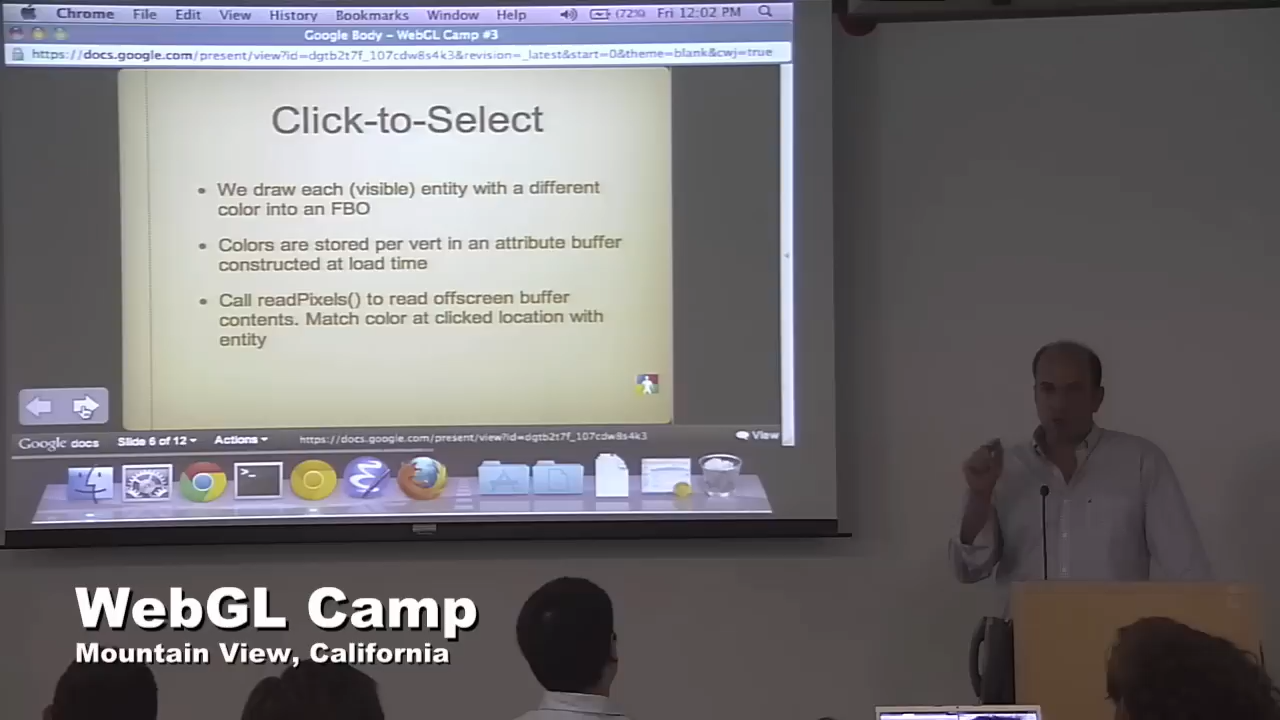 Chrome File Edit View History Bookmarks Window Help (72%) Fri 12:02 PM
Google Body – WebGL Camp #3
https://docs.google.com/present/view?id=dgtb2t7f_107cdw8s4k3&revision=_latest&start=0&theme=blank&cwj=true
Click-to-Select
• We draw each (visible) entity with a different
color into an FBO
• Colors are stored per vert in an attribute buffer
constructed at load time
• Call readPixels() to read offscreen buffer
contents. Match color at clicked location with
entity
Google docs Slide 6 of 12 Actions https://docs.google.com/present/view?id=dgtb2t7f_107cdw8s4k3 View
>_
WebGL Camp
Mountain View, California